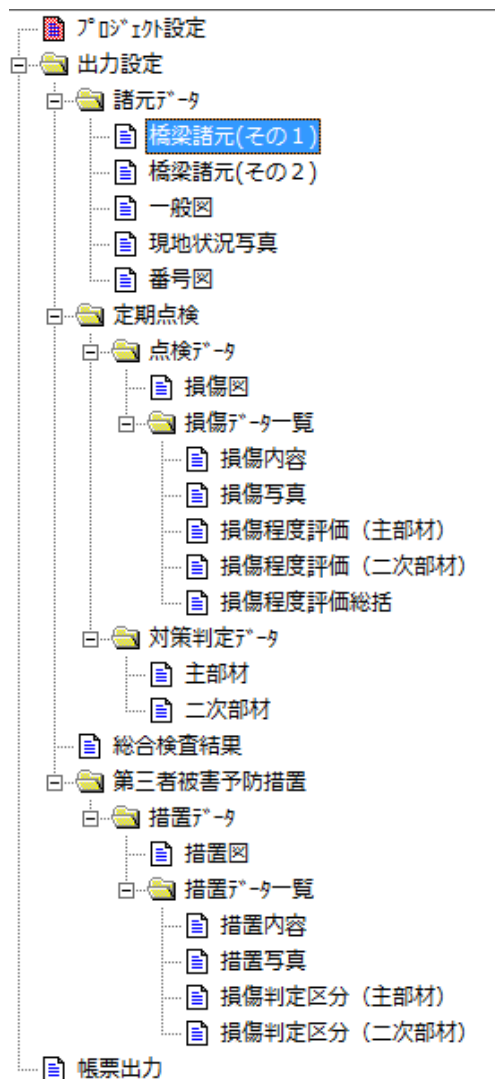 ﾌﾟﾛｼﾞｪｸﾄ設定
出力設定
諸元ﾃﾞｰﾀ
橋梁諸元(その１)
橋梁諸元(その２)
一般図
現地状況写真
番号図
定期点検
点検ﾃﾞｰﾀ
損傷図
損傷ﾃﾞｰﾀ一覧
損傷内容
損傷写真
損傷程度評価（主部材）
損傷程度評価（二次部材）
損傷程度評価総括
対策判定ﾃﾞｰﾀ
主部材
二次部材
総合検査結果
第三者被害予防措置
措置ﾃﾞｰﾀ
措置図
措置ﾃﾞｰﾀ一覧
措置内容
措置写真
損傷判定区分（主部材）
損傷判定区分（二次部材）
帳票出力